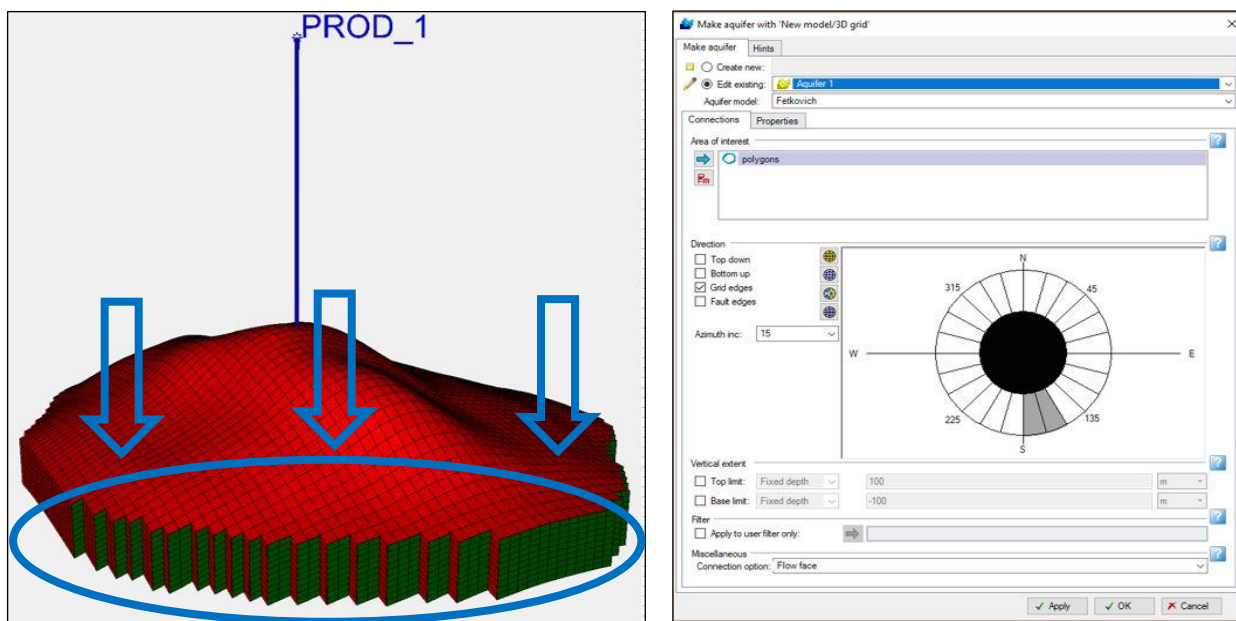 PROD_1
Make aquifer with 'New model/3D grid'
Make aquifer Hints
Create new:
Edit existing: Aquifer 1
Aquifer model: Fetkovich
Connections Properties
Area of interest
polygons
Direction
Top down
Bottom up
Grid edges
Fault edges
Azimuth inc: 15
N
315 45
W E
225 135
S
Vertical extent
Top limit: Fixed depth 100 m
Base limit: Fixed depth -100 m
Filter
Apply to user filter only:
Miscellaneous
Connection option: Flow face
Apply OK Cancel